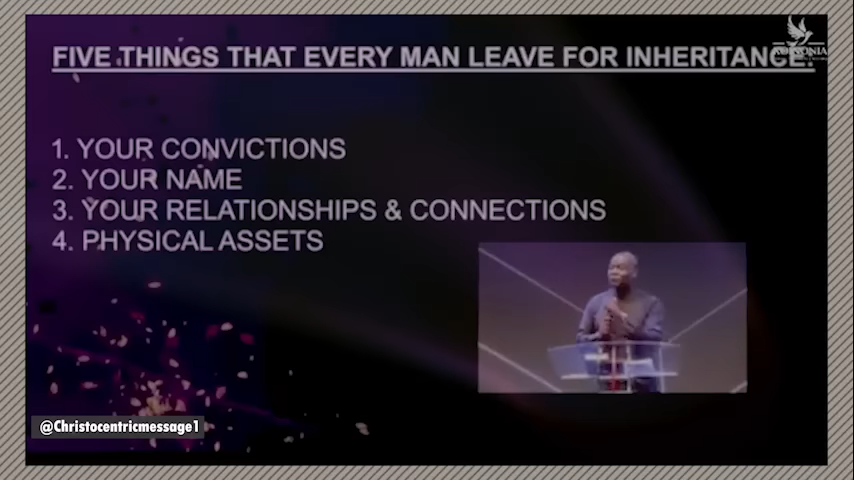 FIVE THINGS THAT EVERY MAN LEAVE FOR INHERITANCE:
1. YOUR CONVICTIONS
2. YOUR NAME
3. YOUR RELATIONSHIPS & CONNECTIONS
4. PHYSICAL ASSETS
@Christocentricmessage1